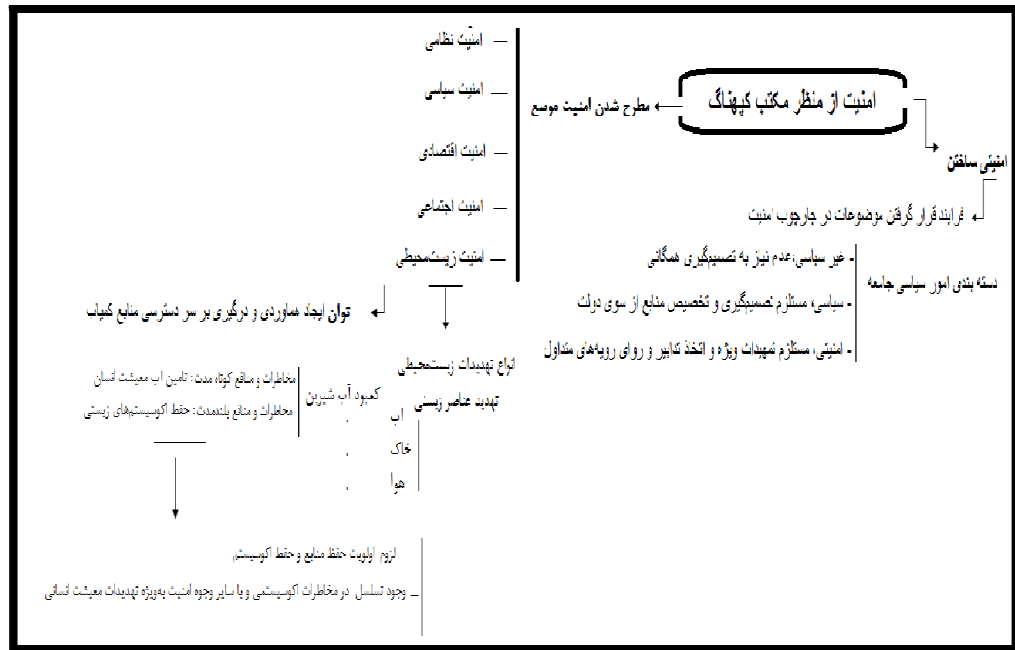 امنیت از منظر مکتب کپهناگ
امنیتی ساختن
فرایند قرار گرفتن موضوعات در چارچوب امنیت
دسته بندی امور سیاسی جامعه
- غیر سیاسی،عدم نیاز به تصمیم‌گیری همگانی
- سیاسی، مستلزم تصمیم‌گیری و تخصیص منابع از سوی دولت
- امنیتی، مستلزم تمهیدات ویژه و اتخاذ تدابیر و روای رویه‌های متداول
مطرح شدن امنیت موسع
امنیت نظامی
امنیت سیاسی
امنیت اقتصادی
امنیت اجتماعی
امنیت زیست‌محیطی
توان ایجاد هماوردی و درگیری بر سر دسترسی منابع کمیاب
انواع تهدیدات زیست‌محیطی
تهدید عناصر زیستی
آب
خاک
هوا
کمبود آب شیرین
مخاطرات و منافع کوتاه مدت: تامین آب معیشت انسان
مخاطرات و منافع بلندمدت: حفظ اکوسیستم‌های زیستی
لزوم اولویت حفظ منابع و حفظ اکوسیستم
_ وجود تسلسل در مخاطرات اکوسیستمی و با سایر وجوه امنیت به‌ویژه تهدیدات معیشت انسانی